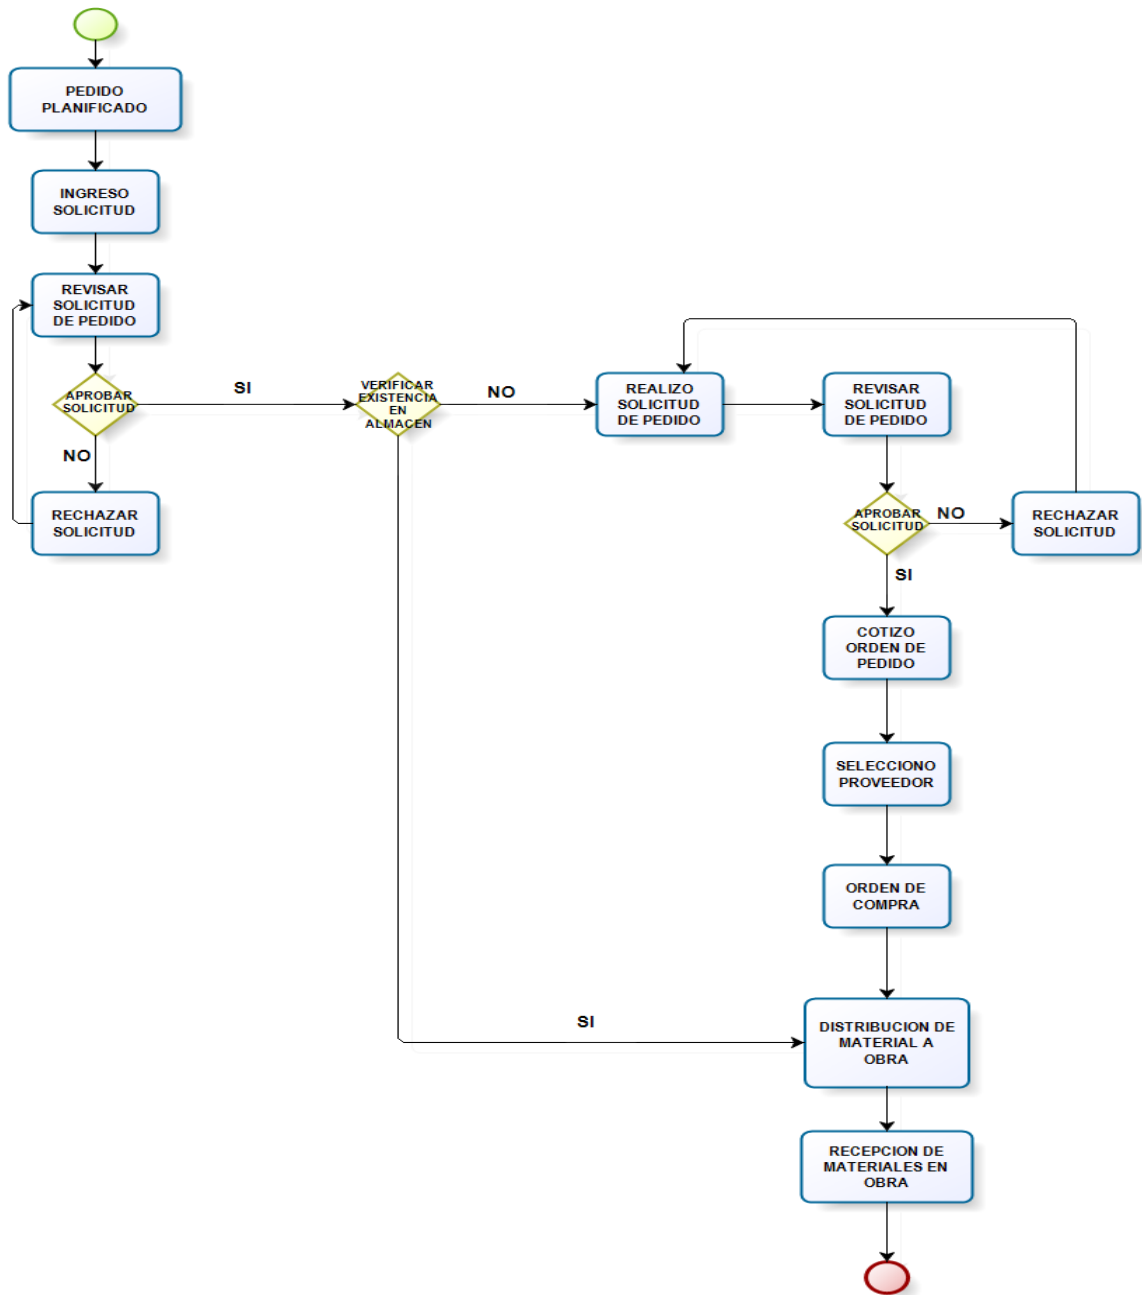 PEDIDO
PLANIFICADO
INGRESO
SOLICITUD
REVISAR
SOLICITUD
DE PEDIDO
APROBAR
SOLICITUD
SI
NO
RECHAZAR
SOLICITUD
VERIFICAR
EXISTENCIA
EN
ALMACEN
NO
REALIZO
SOLICITUD
DE PEDIDO
REVISAR
SOLICITUD
DE PEDIDO
APROBAR
SOLICITUD
NO
RECHAZAR
SOLICITUD
SI
COTIZO
ORDEN DE
PEDIDO
SELECCIONO
PROVEEDOR
ORDEN DE
COMPRA
SI
DISTRIBUCION DE
MATERIAL A
OBRA
RECEPCION DE
MATERIALES EN
OBRA